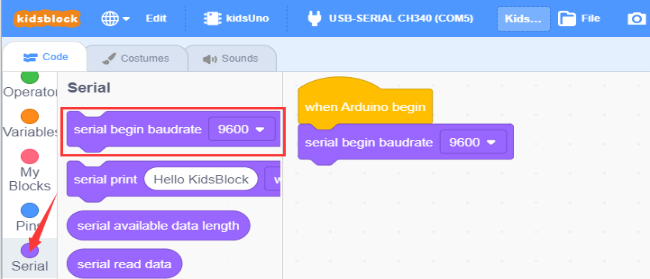 kidsblock Edit kidsUno USB-SERIAL CH340 (COM5) Kids... File
Code Costumes Sounds
Operator
Variables
My
Blocks
Pins
Serial
Serial
serial begin baudrate 9600
serial print Hello KidsBlock w
serial available data length
serial read data
when Arduino begin
serial begin baudrate 9600